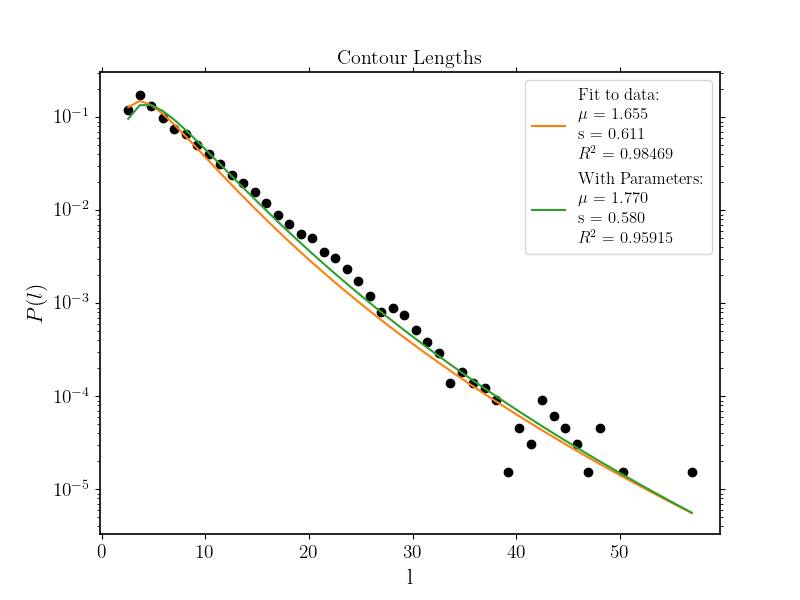 Contour Lengths
Fit to data:
μ = 1.655
s = 0.611
R² = 0.98469
With Parameters:
μ = 1.770
s = 0.580
R² = 0.95915
P(l)
10⁻¹
10⁻²
10⁻³
10⁻⁴
10⁻⁵
0 10 20 30 40 50
l